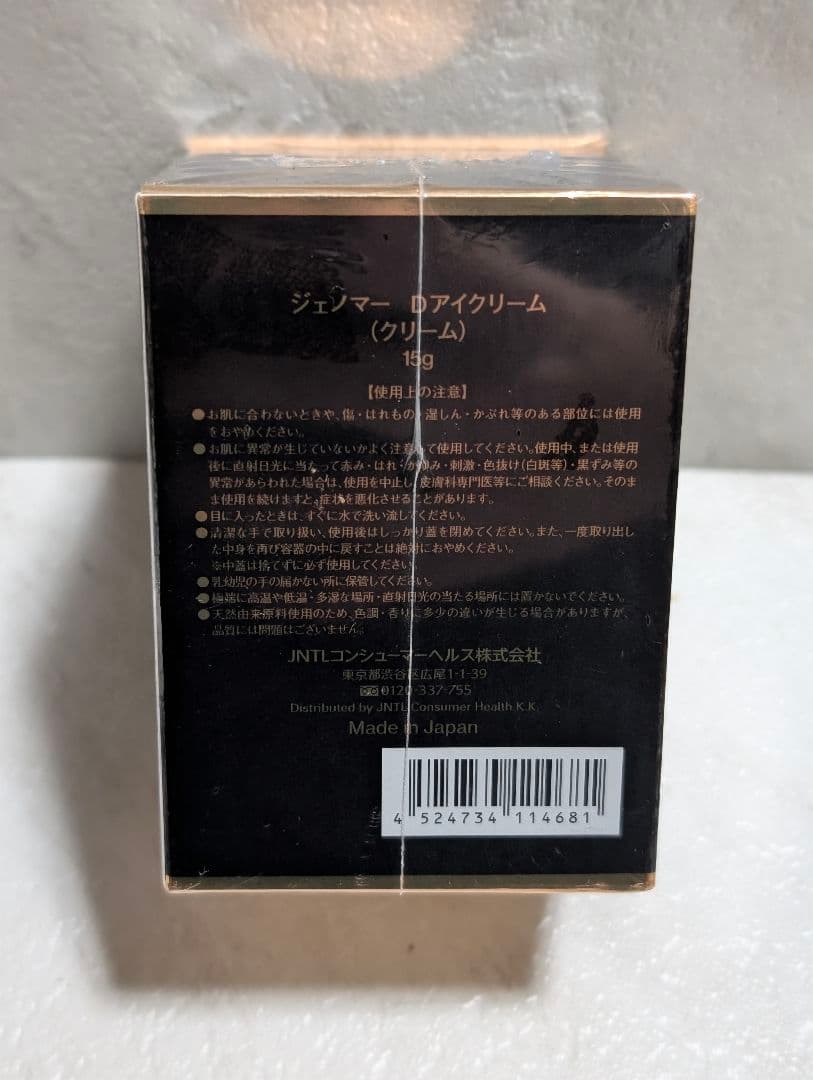 ジェノマー Dアイクリーム
(クリーム)
15g
【使用上の注意】
●お肌に合わないときや、傷・はれもの・湿しん・かぶれ等のある部位には使用
をおやめください。
●お肌に異常が生じていないかよく注意して使用してください。使用中、または使用
後に直射日光に当たって赤み・はれ・かゆみ・刺激・色抜け(白斑等)・黒ずみ等の
異常があらわれた場合は、使用を中止し、皮膚科専門医等にご相談ください。そのま
ま使用を続けますと、症状を悪化させることがあります。
●目に入ったときは、すぐに水で洗い流してください。
●清潔な手で取り扱い、使用後はしっかり蓋を閉めてください。また、一度取り出し
た中身を再び容器の中に戻すことは絶対におやめください。
※中蓋は捨てずに必ず使用してください。
●乳幼児の手の届かない所に保管してください。
●極端に高温や低温・多湿な場所・直射日光の当たる場所には置かないでください。
●天然由来原料使用のため、色調・香りに多少の違いが生じる場合がありますが、
品質には問題はございません。
JNTLコンシューマーヘルス株式会社
東京都渋谷区広尾1-1-39
0120-337-755
Distributed by JNTL Consumer Health K.K.
Made in Japan
4 524734 114681